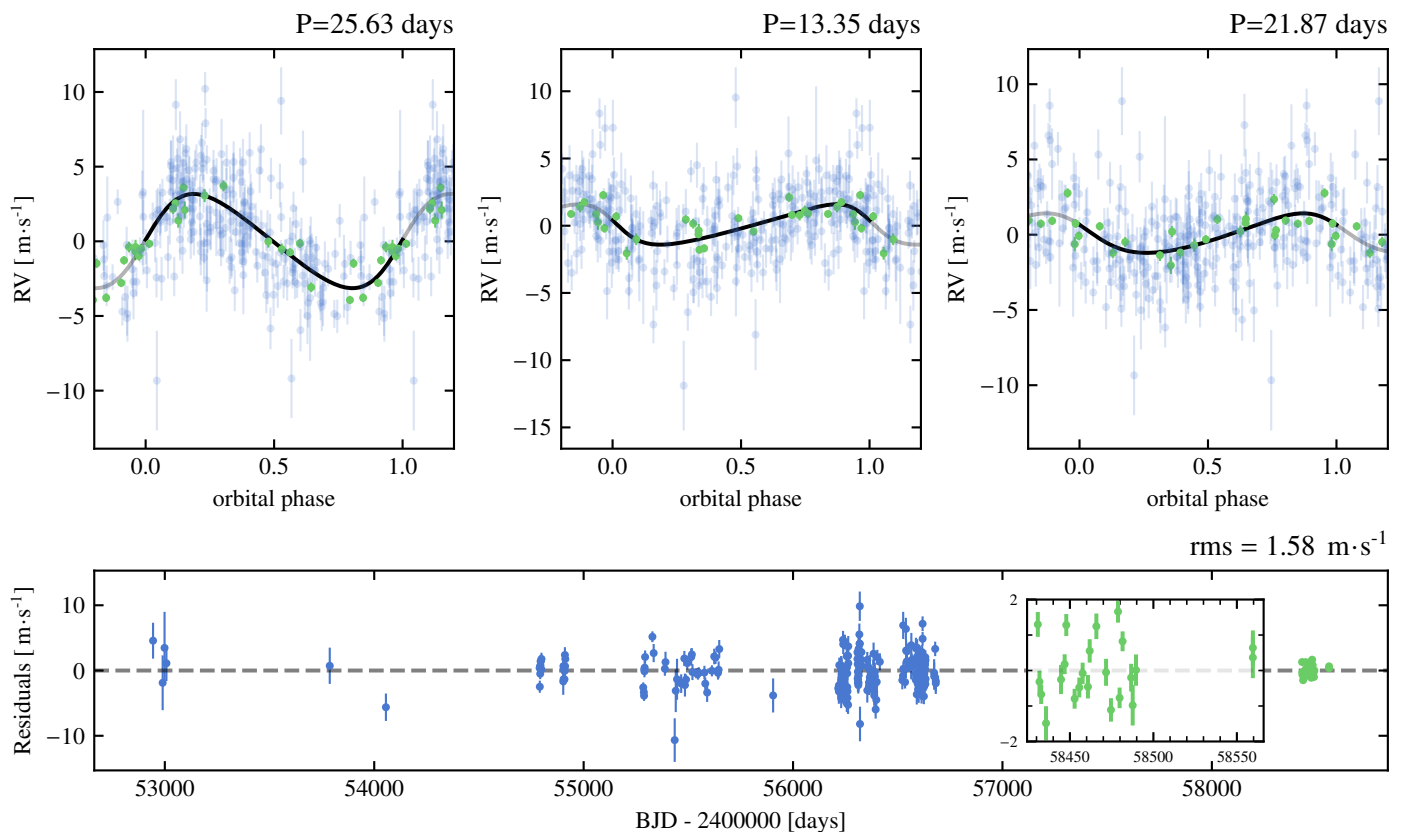 P=25.63 days
P=13.35 days
P=21.87 days
RV [ m·s⁻¹]
10
5
0
−5
−10
0.0 0.5 1.0
orbital phase
RV [ m·s⁻¹]
10
5
0
−5
−10
−15
0.0 0.5 1.0
orbital phase
RV [ m·s⁻¹]
10
5
0
−5
−10
0.0 0.5 1.0
orbital phase
rms = 1.58 m·s⁻¹
Residuals [ m·s⁻¹]
10
0
−10
2
−2
58450 58500 58550
53000 54000 55000 56000 57000 58000
BJD - 2400000 [days]